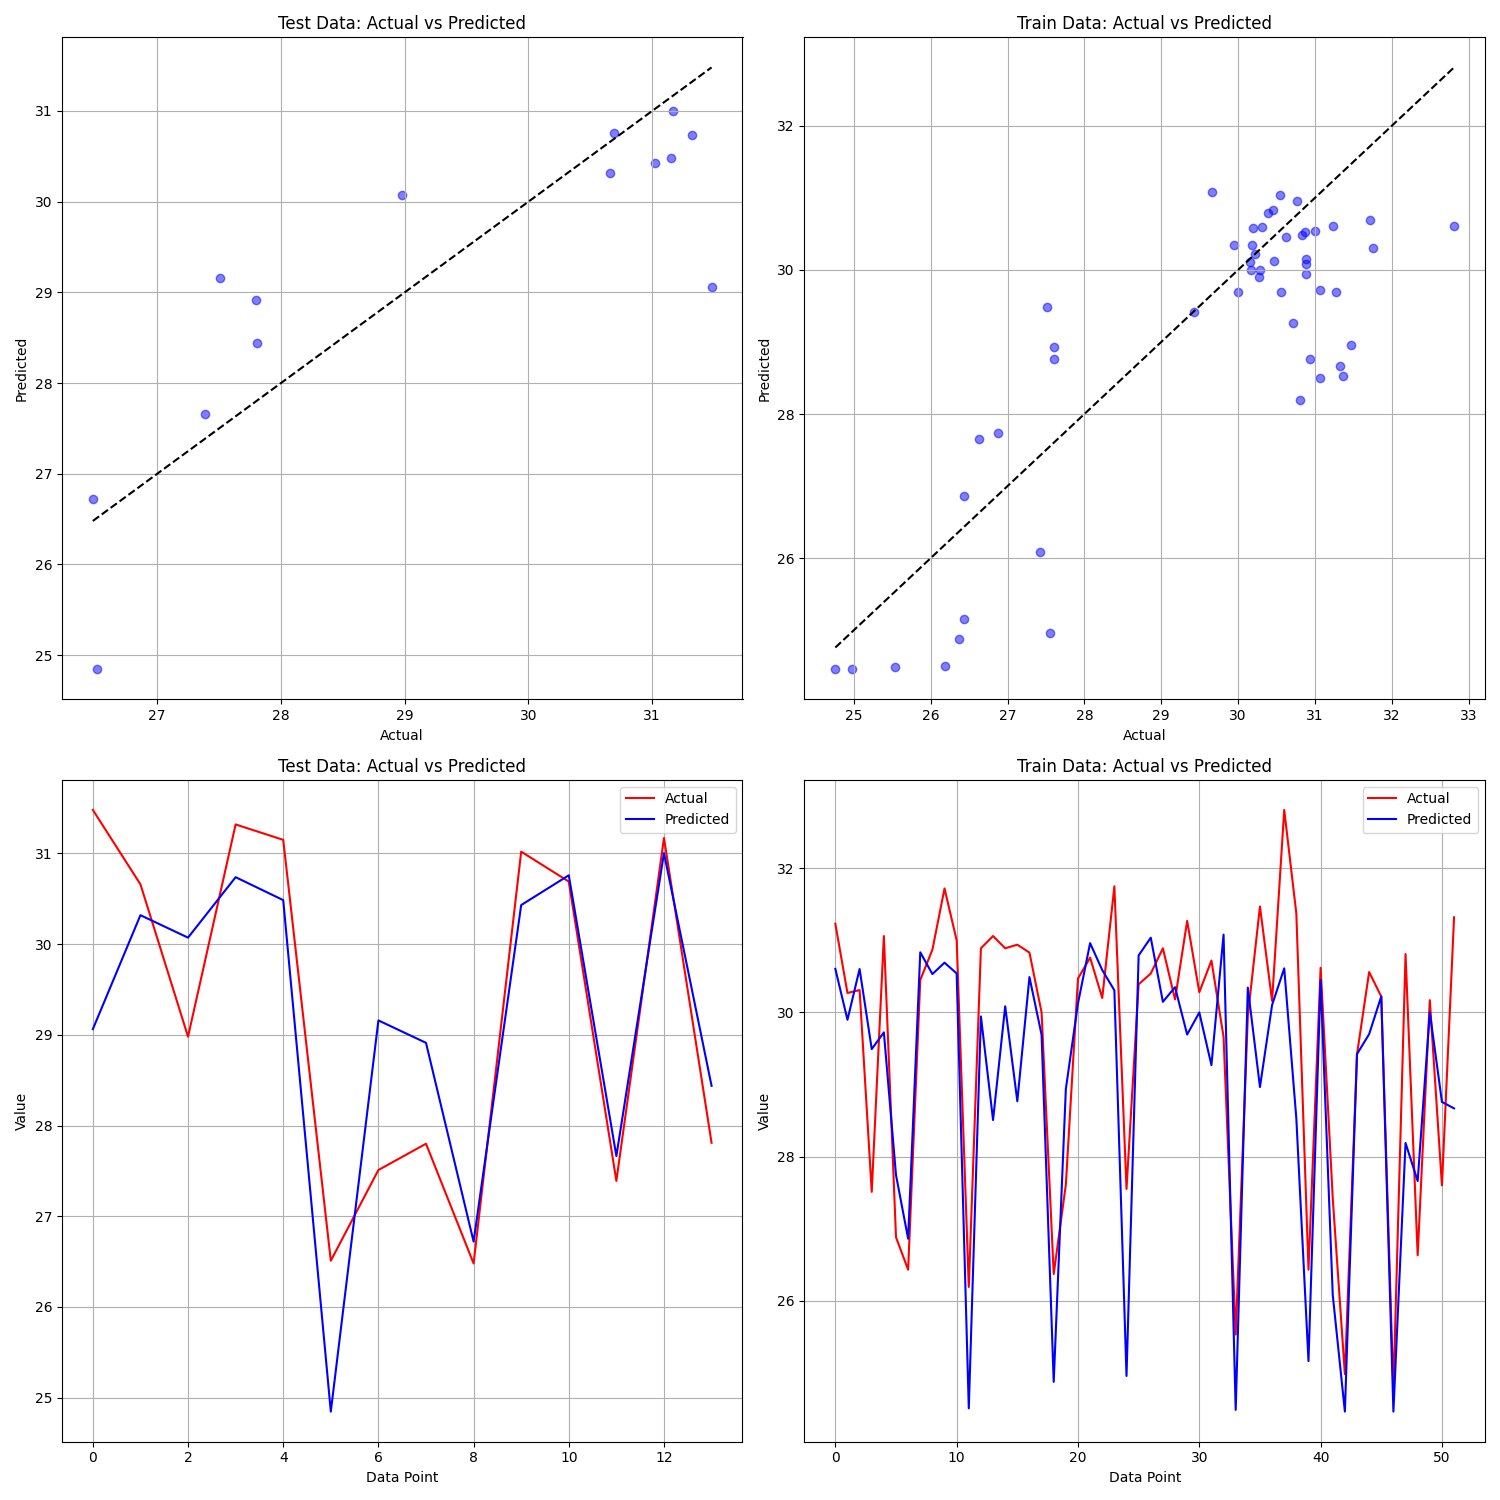 Test Data: Actual vs Predicted
Predicted
31
30
29
28
27
26
25
27 28 29 30 31
Actual
Train Data: Actual vs Predicted
Predicted
32
30
28
26
25 26 27 28 29 30 31 32 33
Actual
Test Data: Actual vs Predicted
Actual
Predicted
Value
31
30
29
28
27
26
25
0 2 4 6 8 10 12
Data Point
Train Data: Actual vs Predicted
Actual
Predicted
Value
32
30
28
26
0 10 20 30 40 50
Data Point